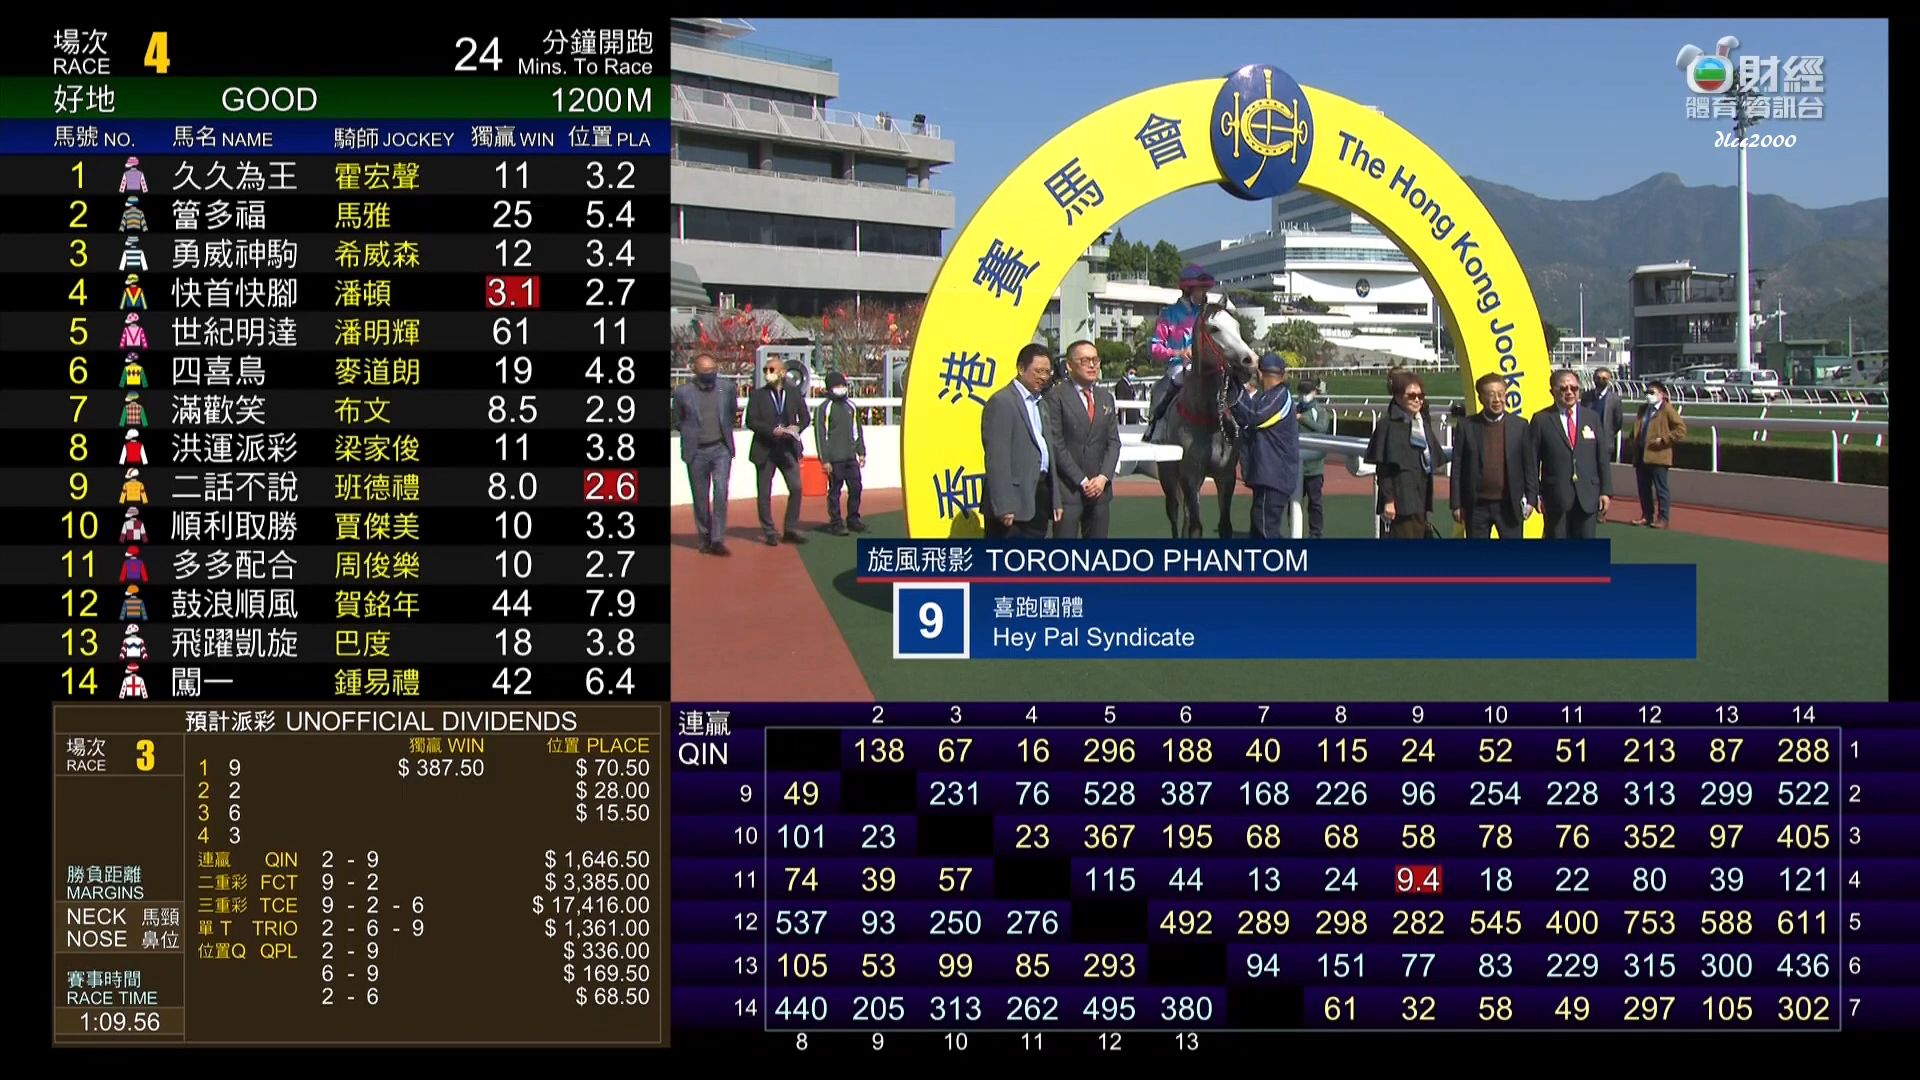 場次 RACE 4 24 分鐘開跑 Mins. To Race
好地 GOOD 1200M
馬號 NO. 馬名 NAME 騎師 JOCKEY 獨贏 WIN 位置 PLA
1 久久為王 霍宏聲 11 3.2
2 簹多福 馬雅 25 5.4
3 勇威神駒 希威森 12 3.4
4 快首快腳 潘頓 3.1 2.7
5 世紀明達 潘明輝 61 11
6 四喜鳥 麥道朗 19 4.8
7 滿歡笑 布文 8.5 2.9
8 洪運派彩 梁家俊 11 3.8
9 二話不說 班德禮 8.0 2.6
10 順利取勝 賈傑美 10 3.3
11 多多配合 周俊樂 10 2.7
12 鼓浪順風 賀銘年 44 7.9
13 飛躍凱旋 巴度 18 3.8
14 闖一 鍾易禮 42 6.4
財經
體育資訊台
dlcc2000
香港賽馬會 The Hong Kong Jockey
旋風飛影 TORONADO PHANTOM
9
喜跑團體
Hey Pal Syndicate
預計派彩 UNOFFICIAL DIVIDENDS
場次 RACE 3
獨贏 WIN 位置 PLACE
1 9 $ 387.50 $ 70.50
2 2 $ 28.00
3 6 $ 15.50
4 3
連贏 QIN 2 - 9 $ 1,646.50
二重彩 FCT 9 - 2 $ 3,385.00
三重彩 TCE 9 - 2 - 6 $ 17,416.00
單T TRIO 2 - 6 - 9 $ 1,361.00
位置Q QPL 2 - 9 $ 336.00
6 - 9 $ 169.50
2 - 6 $ 68.50
勝負距離
MARGINS
NECK 馬頸
NOSE 鼻位
賽事時間
RACE TIME
1:09.56
連贏 QIN
2 3 4 5 6 7 8 9 10 11 12 13 14
138 67 16 296 188 40 115 24 52 51 213 87 288 1
9 49 231 76 528 387 168 226 96 254 228 313 299 522 2
10 101 23 23 367 195 68 68 58 78 76 352 97 405 3
11 74 39 57 115 44 13 24 9.4 18 22 80 39 121 4
12 537 93 250 276 492 289 298 282 545 400 753 588 611 5
13 105 53 99 85 293 94 151 77 83 229 315 300 436 6
14 440 205 313 262 495 380 61 32 58 49 297 105 302 7
8 9 10 11 12 13